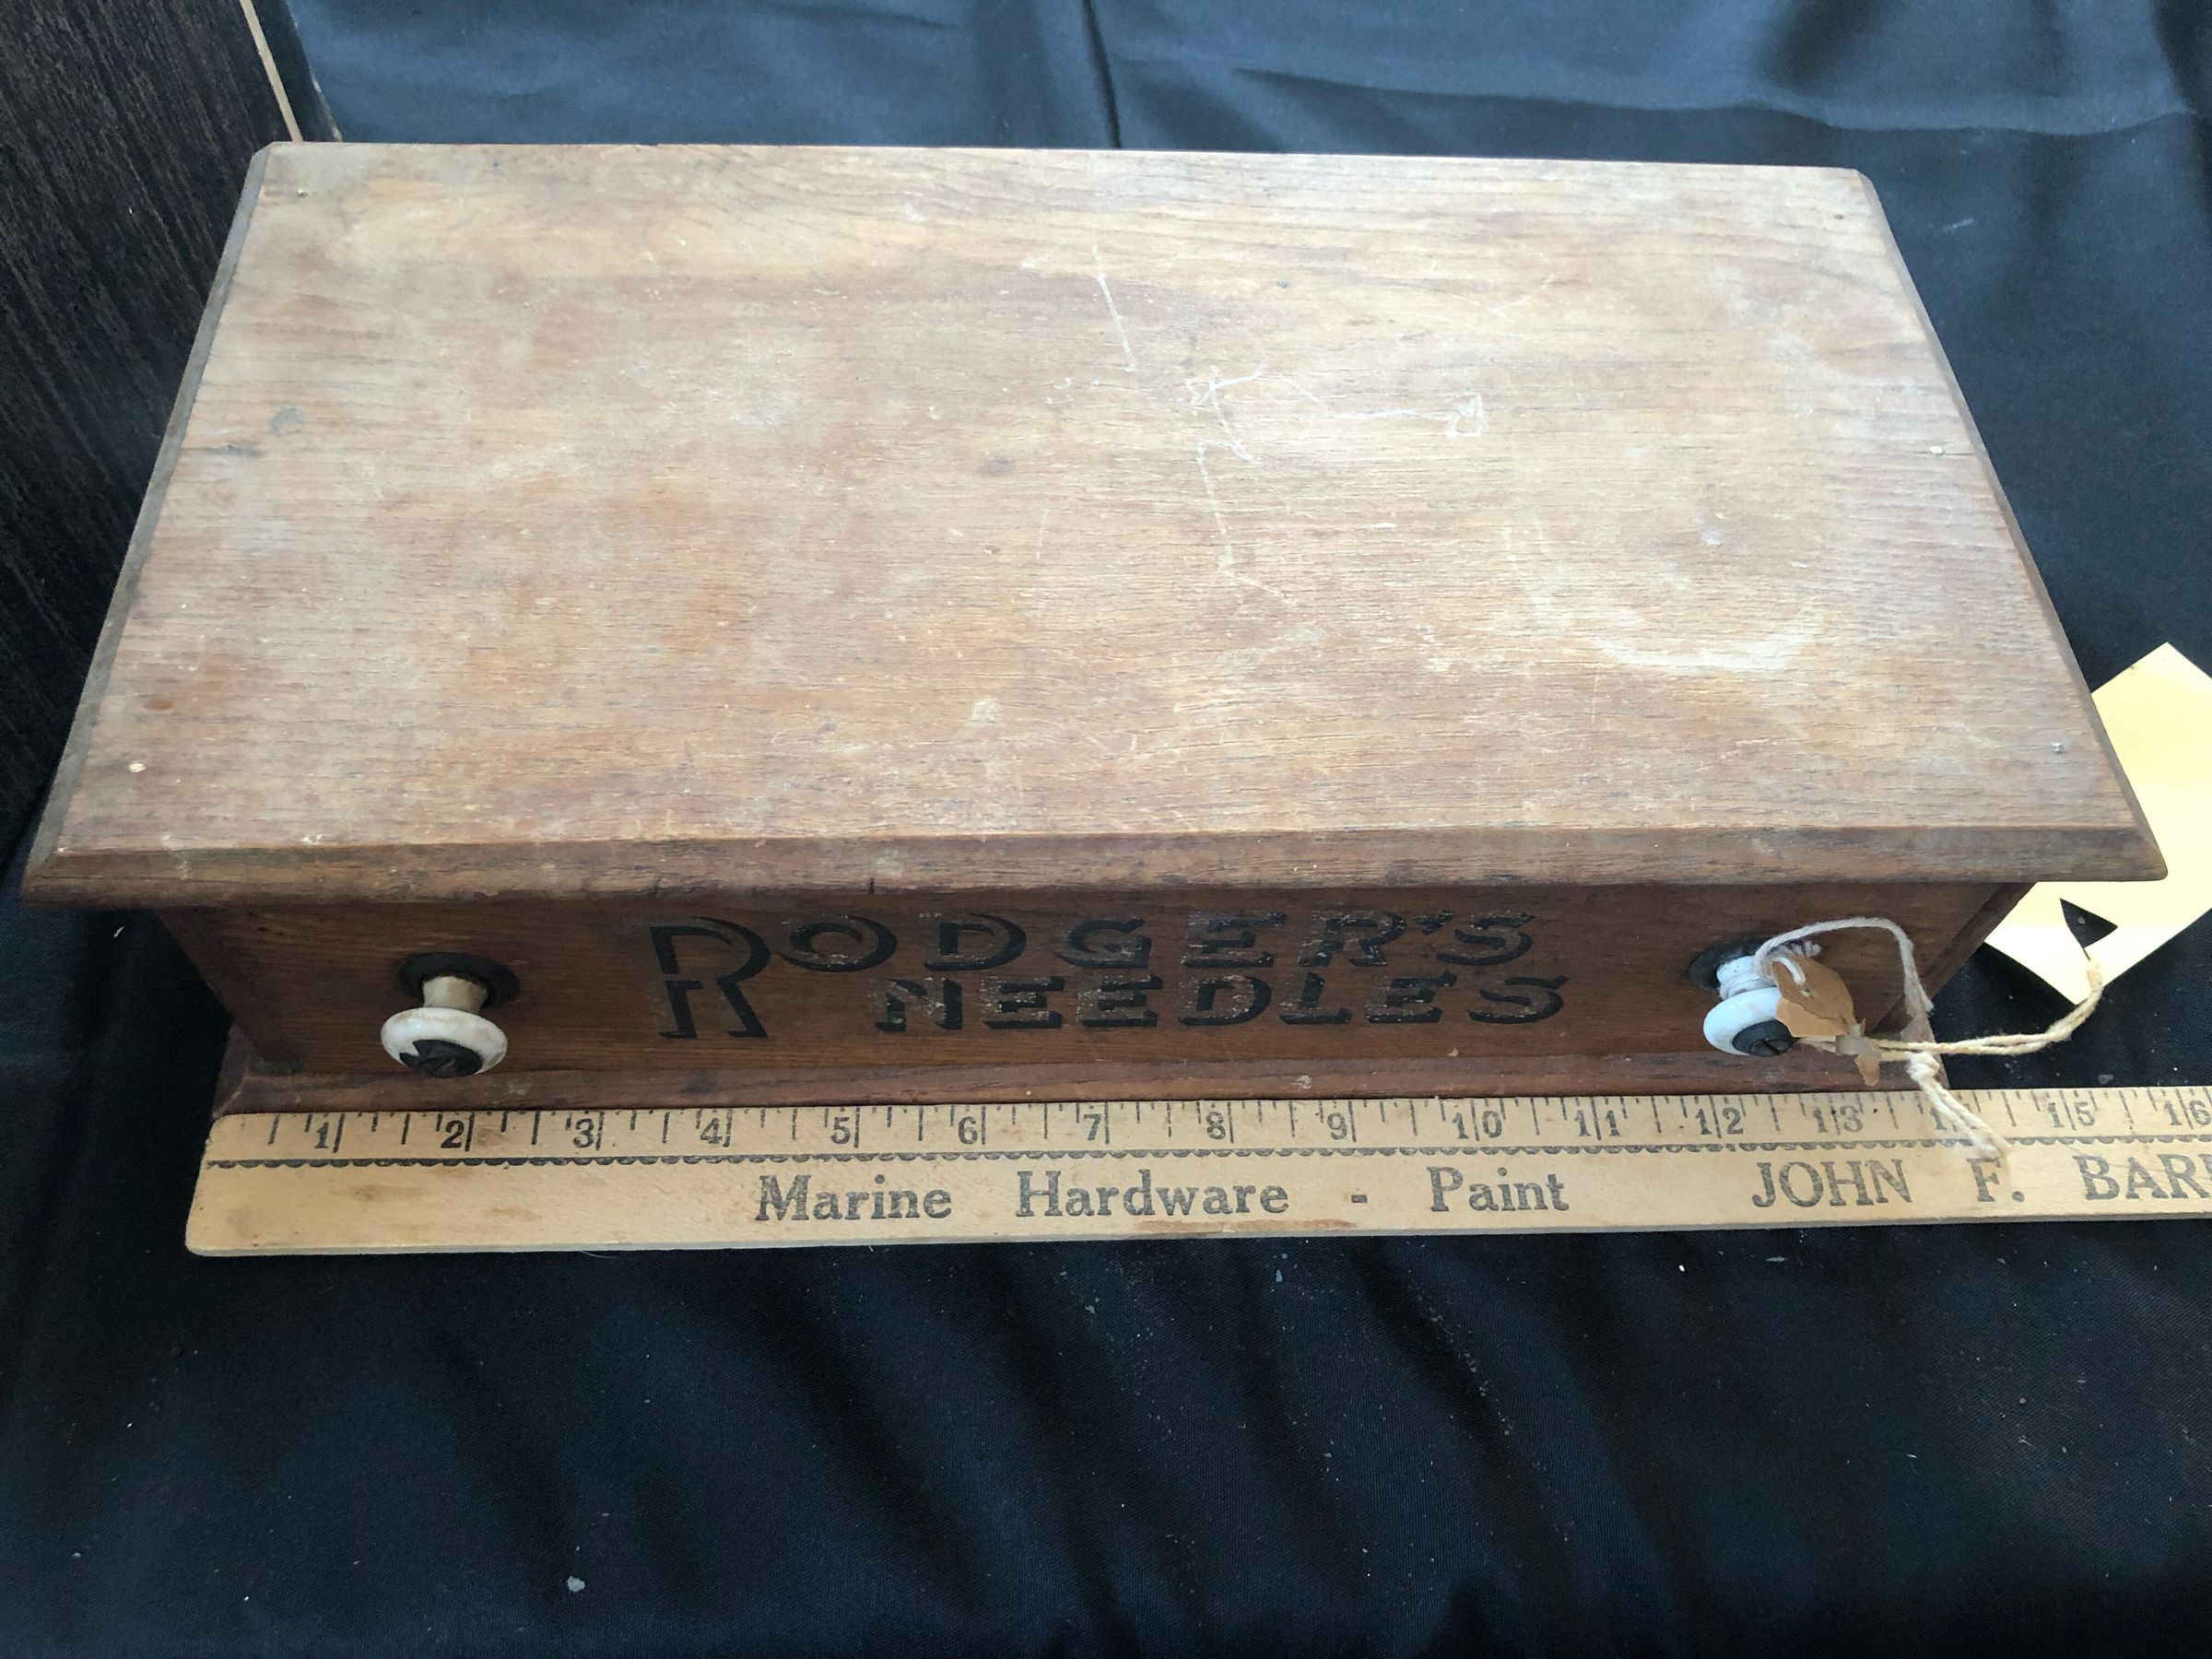 RODGER'S
NEEDLES
1 2 3 4 5 6 7 8 9 10 11 12 13 15 16
Marine Hardware - Paint JOHN F.